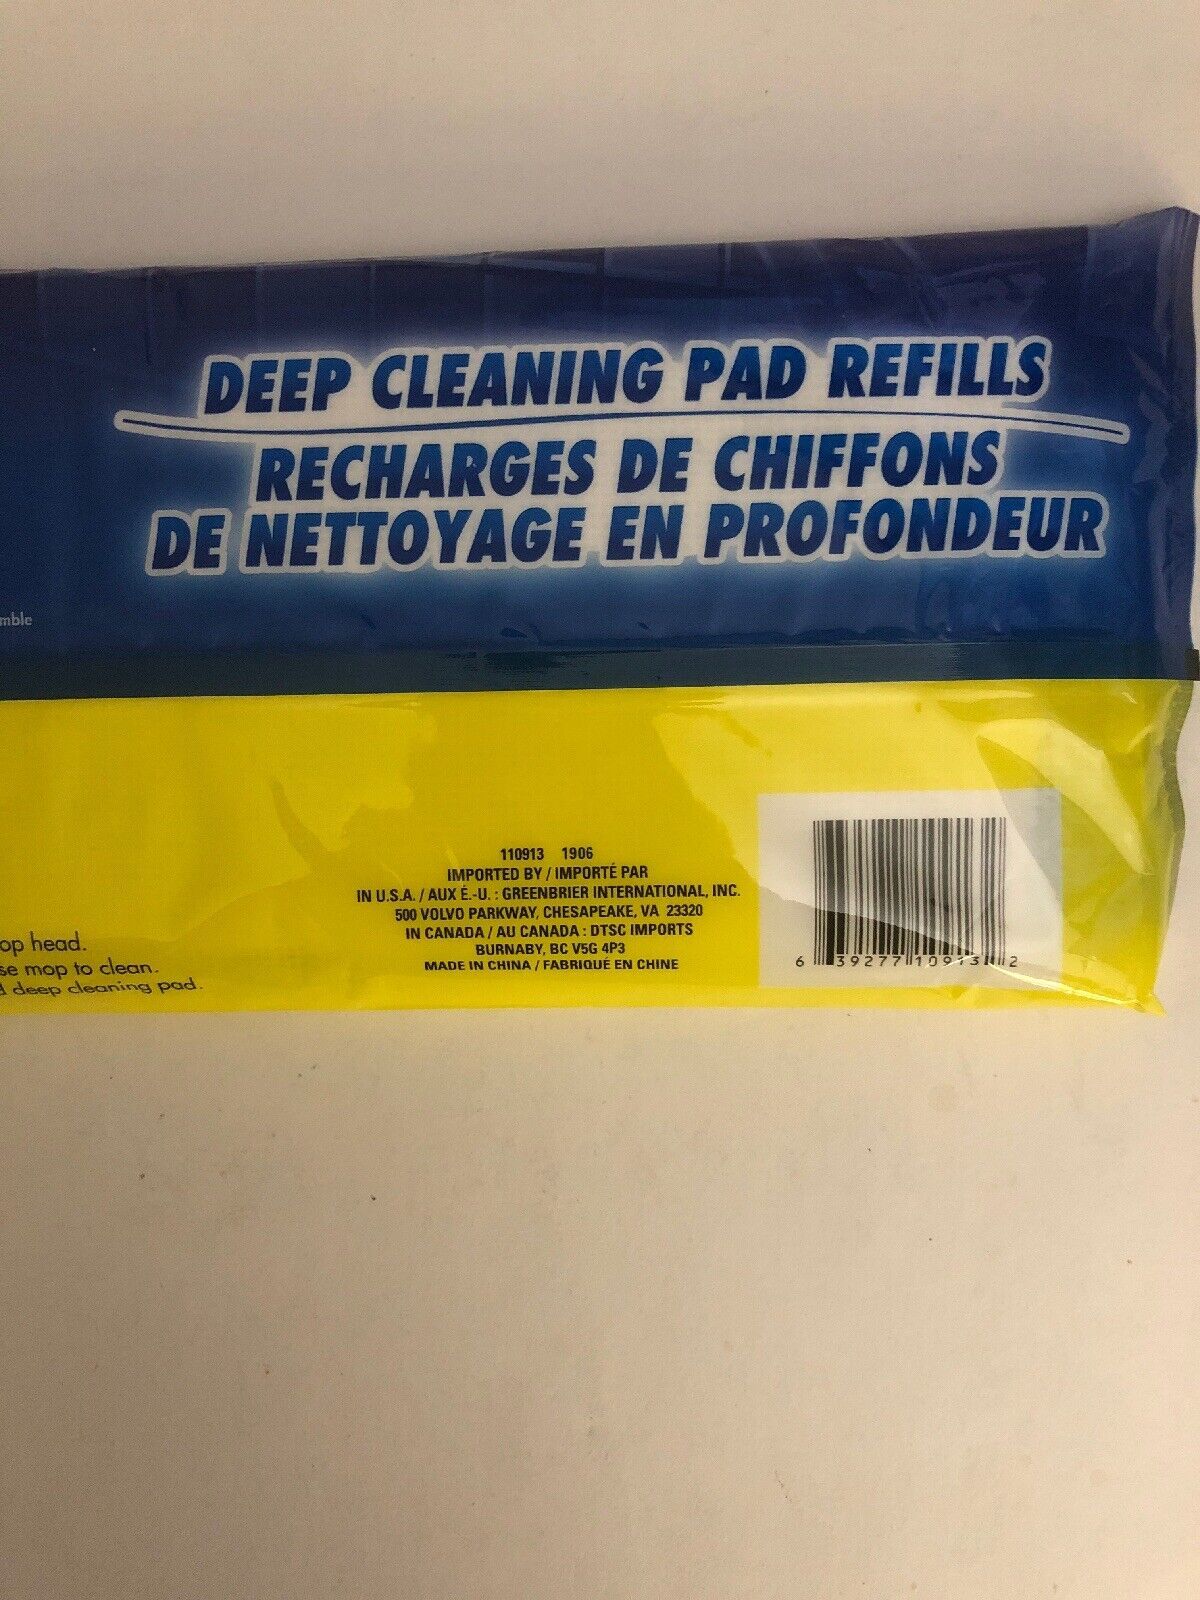 DEEP CLEANING PAD REFILLS
RECHARGES DE CHIFFONS
DE NETTOYAGE EN PROFONDEUR
mble
op head.
se mop to clean.
d deep cleaning pad.
110913 1906
IMPORTED BY / IMPORTÉ PAR
IN U.S.A. / AUX É.-U. : GREENBRIER INTERNATIONAL, INC.
500 VOLVO PARKWAY, CHESAPEAKE, VA 23320
IN CANADA / AU CANADA : DTSC IMPORTS
BURNABY, BC V5G 4P3
MADE IN CHINA / FABRIQUÉ EN CHINE
6 39277 10913 2